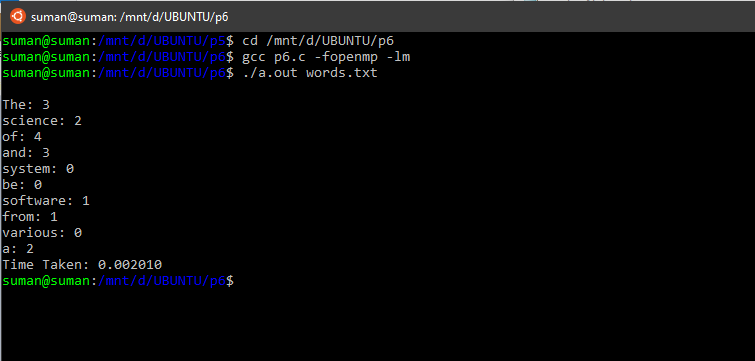 suman@suman: /mnt/d/UBUNTU/p6
suman@suman:/mnt/d/UBUNTU/p5$ cd /mnt/d/UBUNTU/p6
suman@suman:/mnt/d/UBUNTU/p6$ gcc p6.c -fopenmp -lm
suman@suman:/mnt/d/UBUNTU/p6$ ./a.out words.txt
The: 3
science: 2
of: 4
and: 3
system: 0
be: 0
software: 1
from: 1
various: 0
a: 2
Time Taken: 0.002010
suman@suman:/mnt/d/UBUNTU/p6$